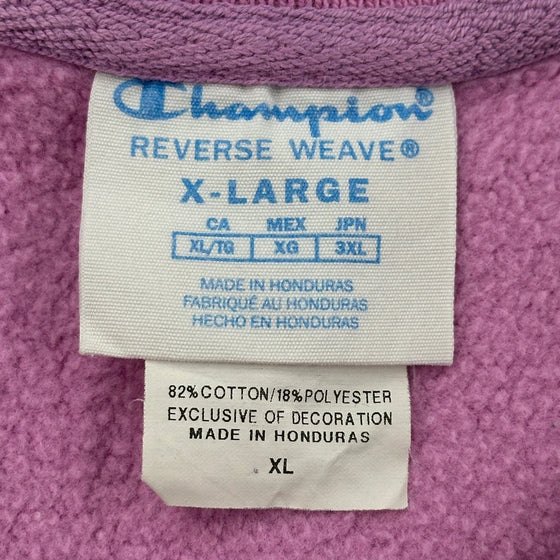 Champion®
REVERSE WEAVE®
X-LARGE
CA MEX JPN
XL/TG XG 3XL
MADE IN HONDURAS
FABRIQUÉ AU HONDURAS
HECHO EN HONDURAS
82% COTTON/18% POLYESTER
EXCLUSIVE OF DECORATION
MADE IN HONDURAS
XL